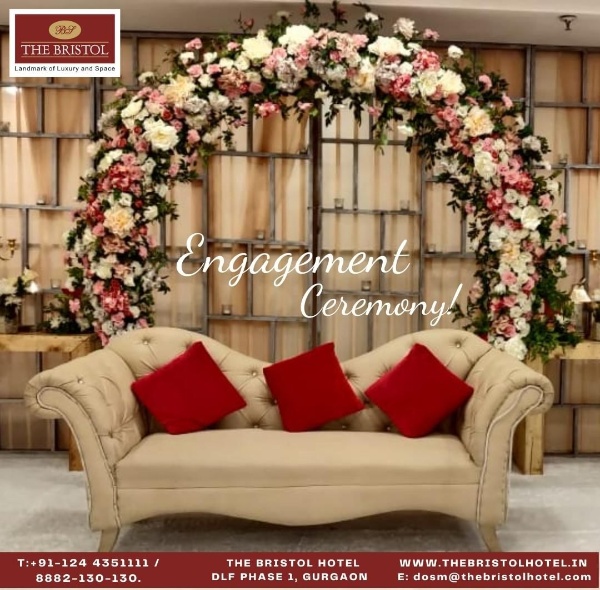 BS
THE BRISTOL
Landmark of Luxury and Space
Engagement
Ceremony!
T:+91-124 4351111 /
8882-130-130.
THE BRISTOL HOTEL
DLF PHASE 1, GURGAON
WWW.THEBRISTOLHOTEL.IN
E: dosm@thebristolhotel.com